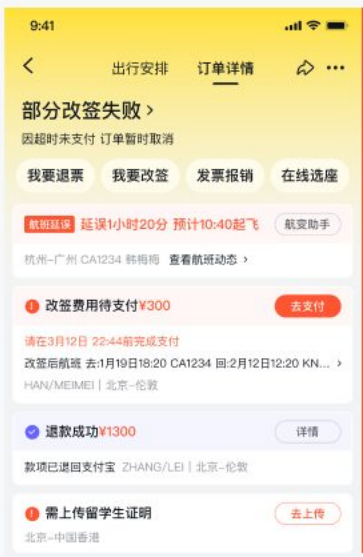 9:41
出行安排 订单详情
部分改签失败
因超时未支付 订单暂时取消
我要退票 我要改签 发票报销 在线选座
航班延误 延误1小时20分 预计10:40起飞 航变助手
杭州-广州 CA1234 韩梅梅 查看航班动态
改签费用待支付¥300 去支付
请在3月12日 22:44前完成支付
改签后航班 去:1月19日18:20 CA1234 回:2月12日12:20 KN...
HAN/MEIMEI | 北京-伦敦
退款成功¥1300 详情
款项已退回支付宝 ZHANG/LEI | 北京-伦敦
需上传留学生证明 去上传
北京-中国香港